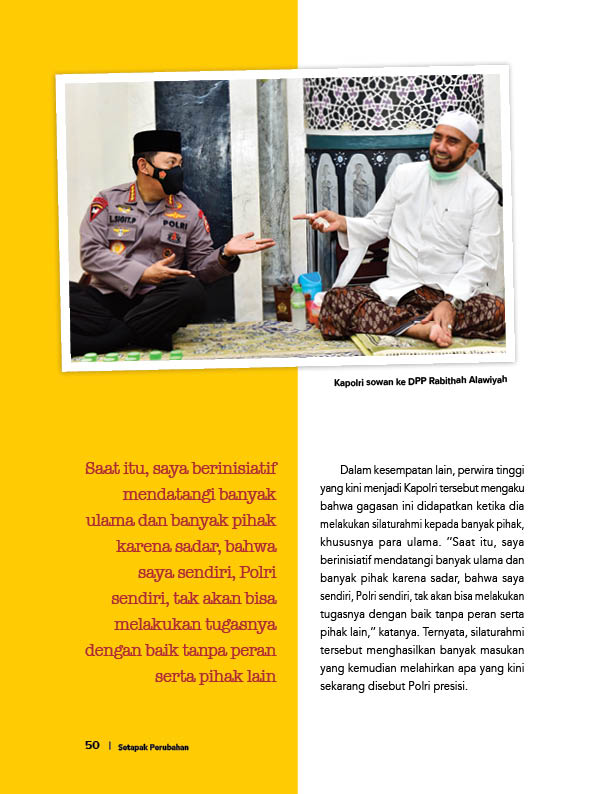 L.SIGIT.P
POLRI
Kapolri sowan ke DPP Rabithah Alawiyah
Saat itu, saya berinisiatif
mendatangi banyak
ulama dan banyak pihak
karena sadar, bahwa
saya sendiri, Polri
sendiri, tak akan bisa
melakukan tugasnya
dengan baik tanpa peran
serta pihak lain
Dalam kesempatan lain, perwira tinggi
yang kini menjadi Kapolri tersebut mengaku
bahwa gagasan ini didapatkan ketika dia
melakukan silaturahmi kepada banyak pihak,
khususnya para ulama. “Saat itu, saya
berinisiatif mendatangi banyak ulama dan
banyak pihak karena sadar, bahwa saya
sendiri, Polri sendiri, tak akan bisa melakukan
tugasnya dengan baik tanpa peran serta
pihak lain,” katanya. Ternyata, silaturahmi
tersebut menghasilkan banyak masukan
yang kemudian melahirkan apa yang kini
sekarang disebut Polri presisi.
50 | Setapak Perubahan